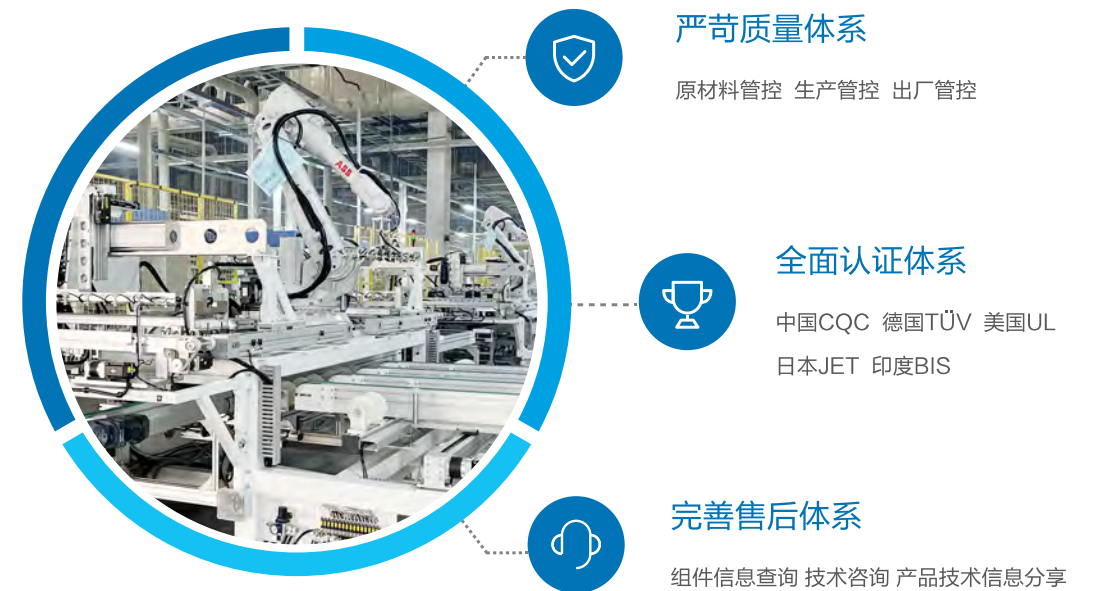 严苛质量体系
原材料管控 生产管控 出厂管控
ABB
全面认证体系
中国CQC 德国TÜV 美国UL
日本JET 印度BIS
完善售后体系
组件信息查询 技术咨询 产品技术信息分享